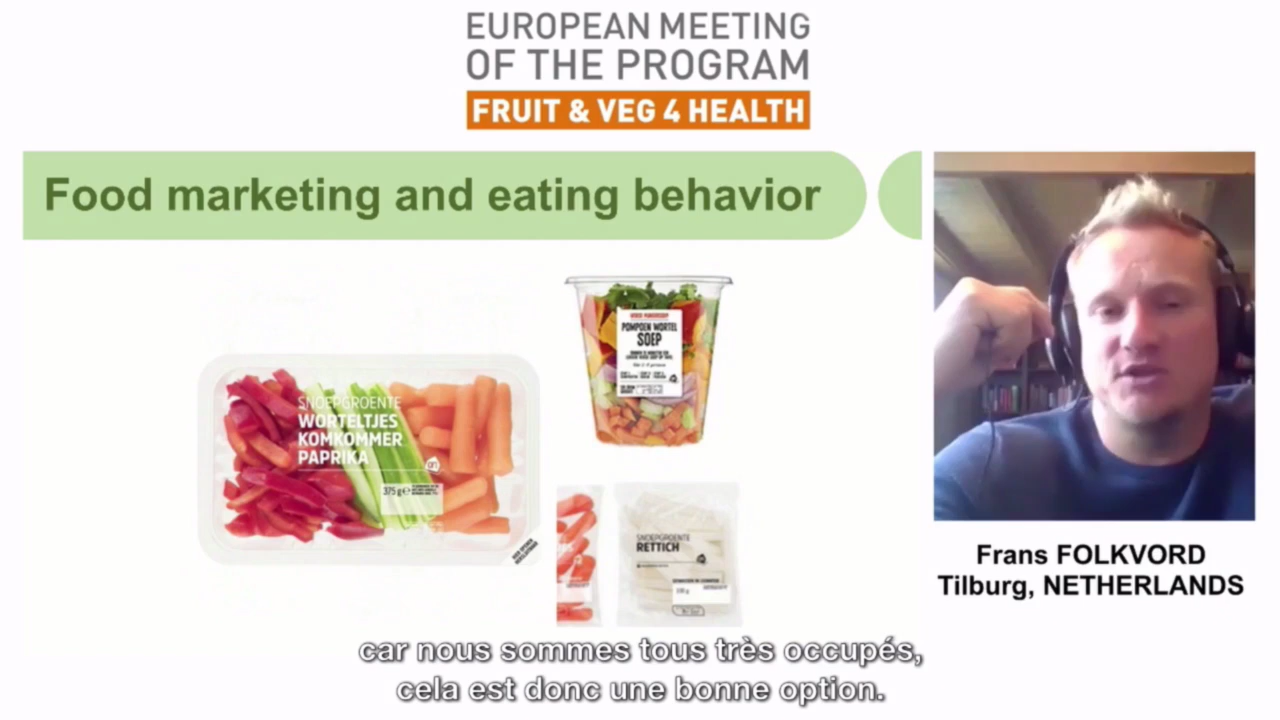 EUROPEAN MEETING
OF THE PROGRAM
FRUIT & VEG 4 HEALTH
Food marketing and eating behavior
SNOEPGROENTE
WORTELTJES
KOMKOMMER
PAPRIKA
375 g
POMPOEN WORTEL
SOEP
SNOEPGROENTE
RETTICH
Frans FOLKVORD
Tilburg, NETHERLANDS
car nous sommes tous très occupés,
cela est donc une bonne option.